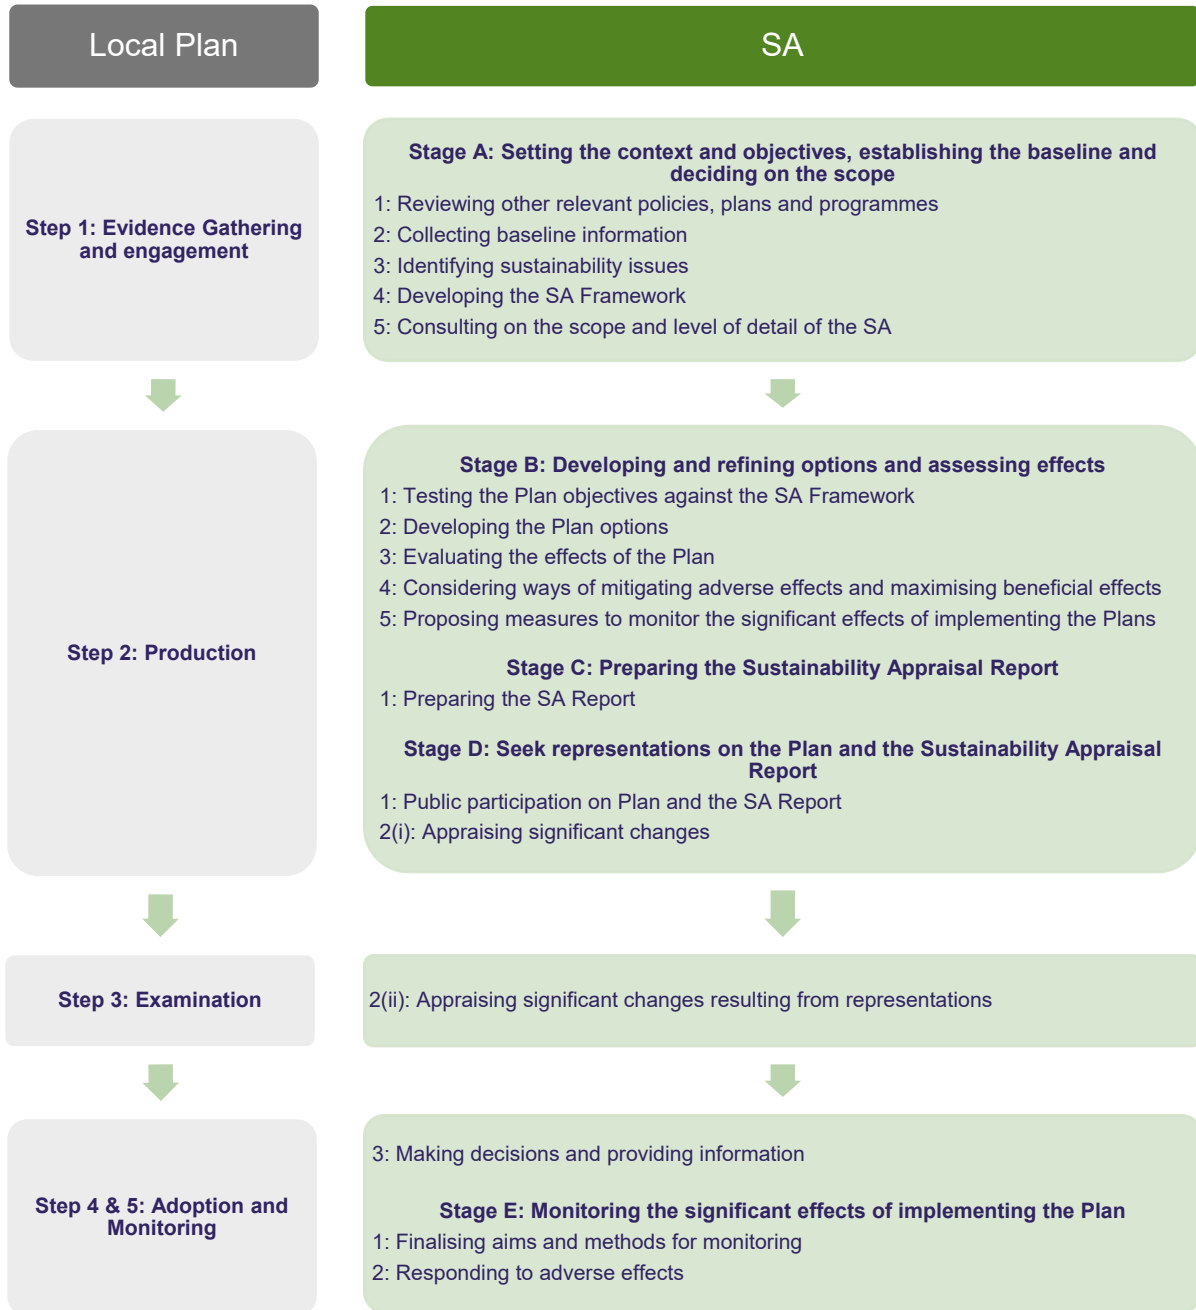 Local Plan
SA
Step 1: Evidence Gathering
and engagement
Stage A: Setting the context and objectives, establishing the baseline and
deciding on the scope
1: Reviewing other relevant policies, plans and programmes
2: Collecting baseline information
3: Identifying sustainability issues
4: Developing the SA Framework
5: Consulting on the scope and level of detail of the SA
Step 2: Production
Stage B: Developing and refining options and assessing effects
1: Testing the Plan objectives against the SA Framework
2: Developing the Plan options
3: Evaluating the effects of the Plan
4: Considering ways of mitigating adverse effects and maximising beneficial effects
5: Proposing measures to monitor the significant effects of implementing the Plans
Stage C: Preparing the Sustainability Appraisal Report
1: Preparing the SA Report
Stage D: Seek representations on the Plan and the Sustainability Appraisal
Report
1: Public participation on Plan and the SA Report
2(i): Appraising significant changes
Step 3: Examination
2(ii): Appraising significant changes resulting from representations
Step 4 & 5: Adoption and
Monitoring
3: Making decisions and providing information
Stage E: Monitoring the significant effects of implementing the Plan
1: Finalising aims and methods for monitoring
2: Responding to adverse effects